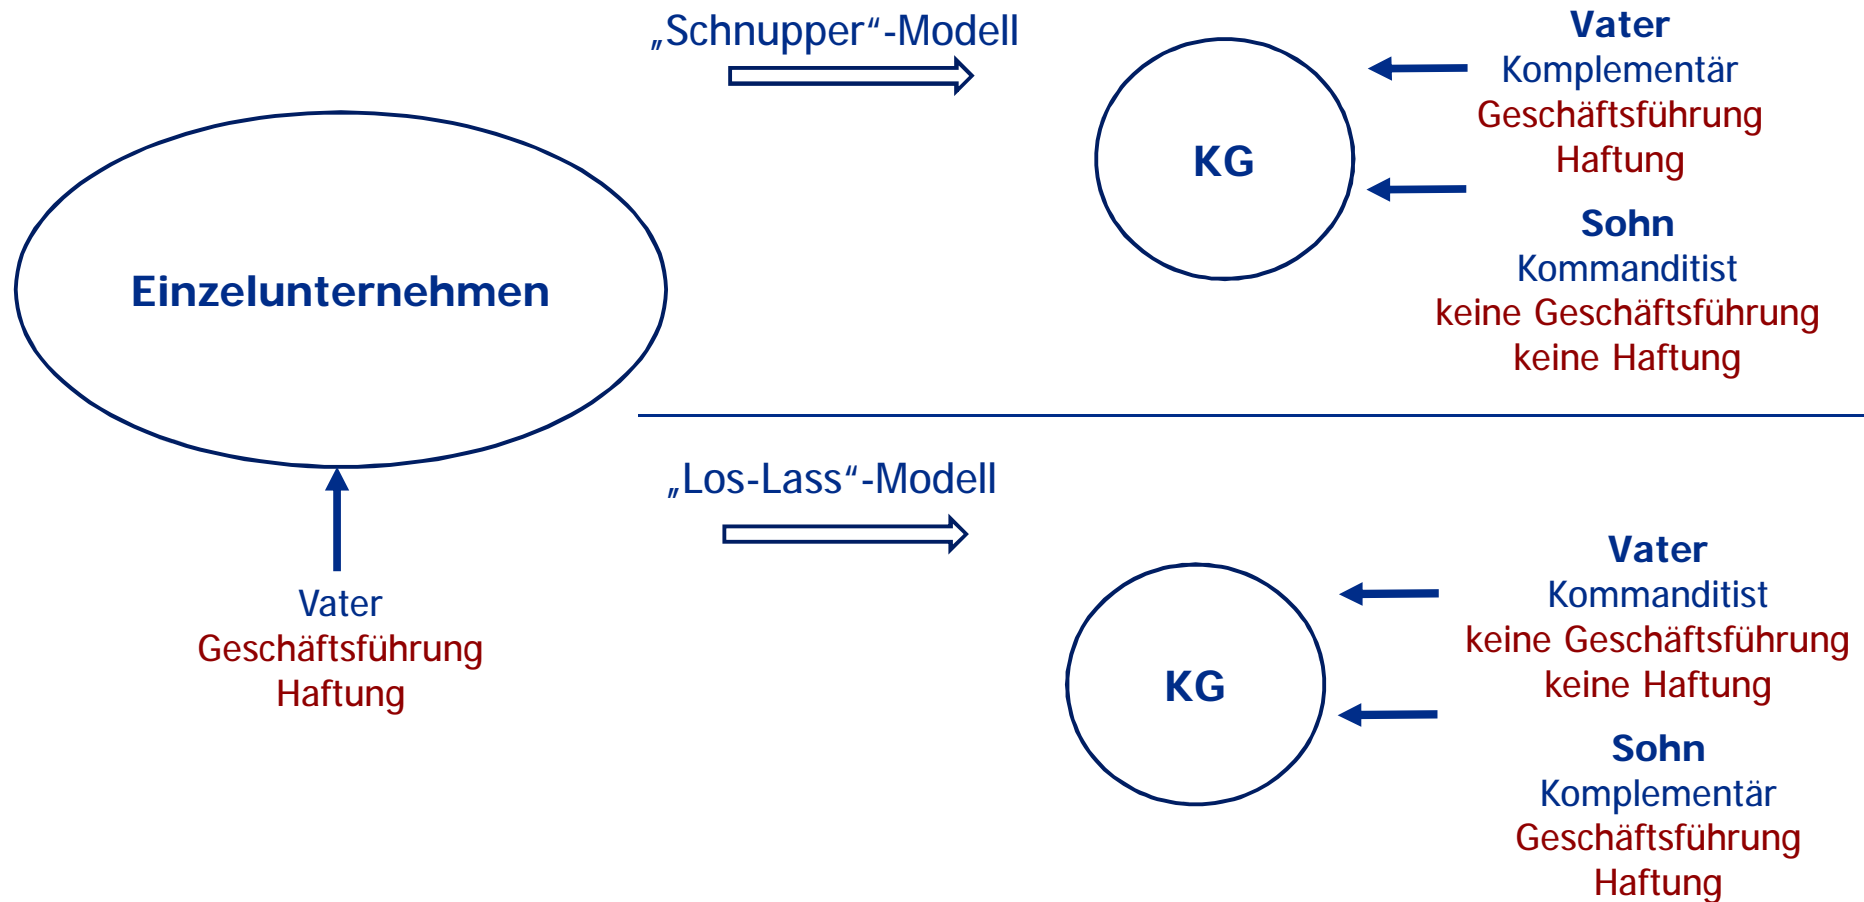 Einzelunternehmen
Vater
Geschäftsführung
Haftung
„Schnupper“-Modell
KG
Vater
Komplementär
Geschäftsführung
Haftung
Sohn
Kommanditist
keine Geschäftsführung
keine Haftung
„Los-Lass“-Modell
KG
Vater
Kommanditist
keine Geschäftsführung
keine Haftung
Sohn
Komplementär
Geschäftsführung
Haftung